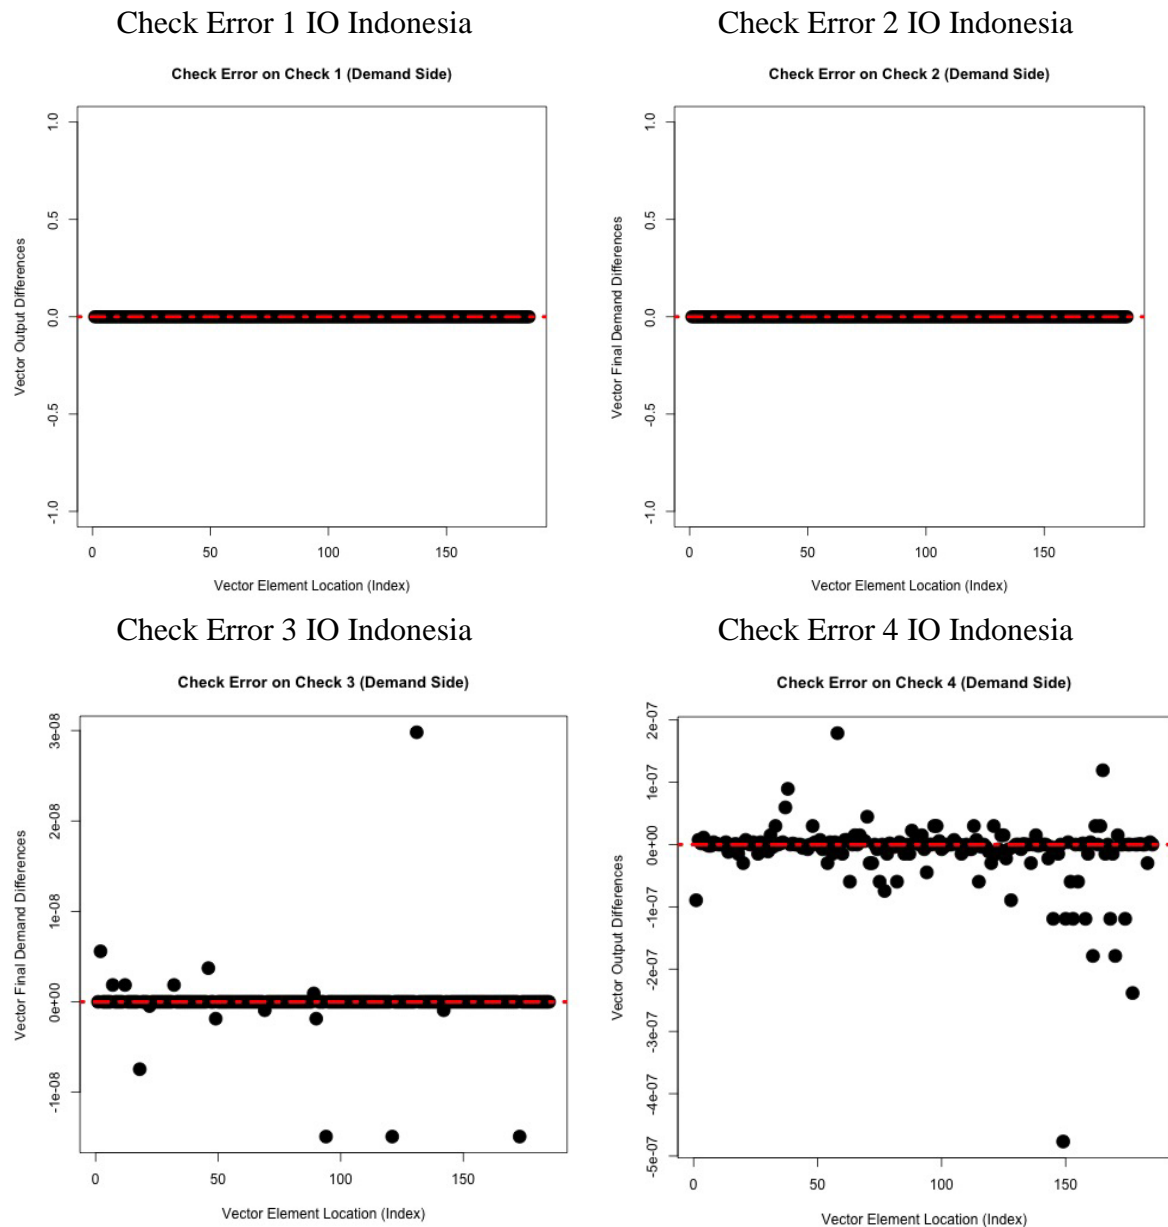 Check Error 1 IO Indonesia
Check Error on Check 1 (Demand Side)
Vector Output Differences
1.0
0.5
0.0
-0.5
-1.0
0 50 100 150
Vector Element Location (Index)
Check Error 2 IO Indonesia
Check Error on Check 2 (Demand Side)
Vector Final Demand Differences
1.0
0.5
0.0
-0.5
-1.0
0 50 100 150
Vector Element Location (Index)
Check Error 3 IO Indonesia
Check Error on Check 3 (Demand Side)
Vector Final Demand Differences
3e-08
2e-08
1e-08
0e+00
-1e-08
0 50 100 150
Vector Element Location (Index)
Check Error 4 IO Indonesia
Check Error on Check 4 (Demand Side)
Vector Output Differences
2e-07
1e-07
0e+00
-1e-07
-2e-07
-3e-07
-4e-07
-5e-07
0 50 100 150
Vector Element Location (Index)